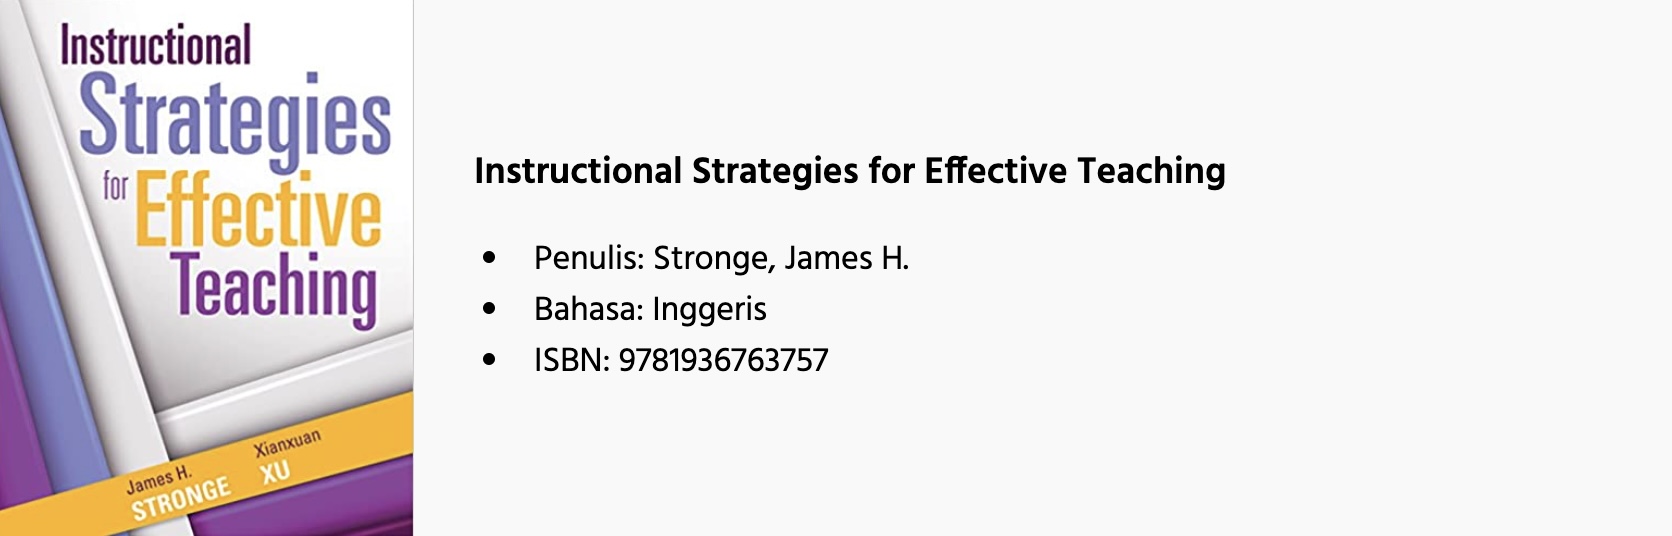 Instructional
Strategies
for Effective
Teaching
James H. Xianxuan
STRONGE XU
Instructional Strategies for Effective Teaching
• Penulis: Stronge, James H.
• Bahasa: Inggeris
• ISBN: 9781936763757